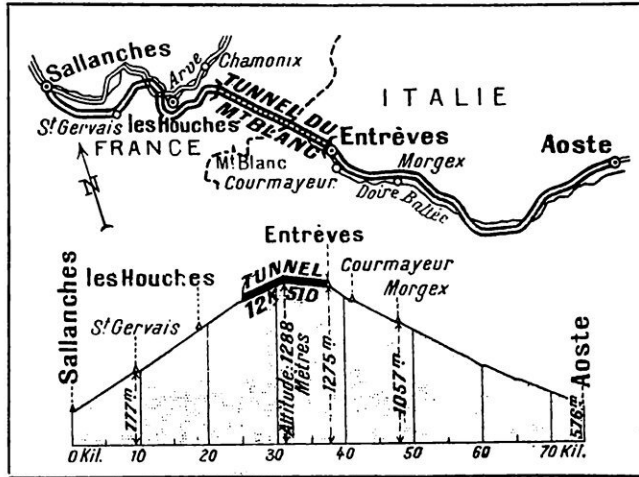 Sallanches
Arve
Chamonix
St Gervais
les Houches
TUNNEL DU
Mt BLANC
ITALIE
FRANCE
Mt Blanc
Entrèves
Courmayeur
Morgex
Aoste
Doire Baltée
N
Entrèves
les Houches
TUNNEL
12K510
Courmayeur
Morgex
St Gervais
Sallanches
777m
Altitude:1288
Mètres
1275m
1057m
576m
Aoste
0 Kil. 10 20 30 40 50 60 70 Kil.